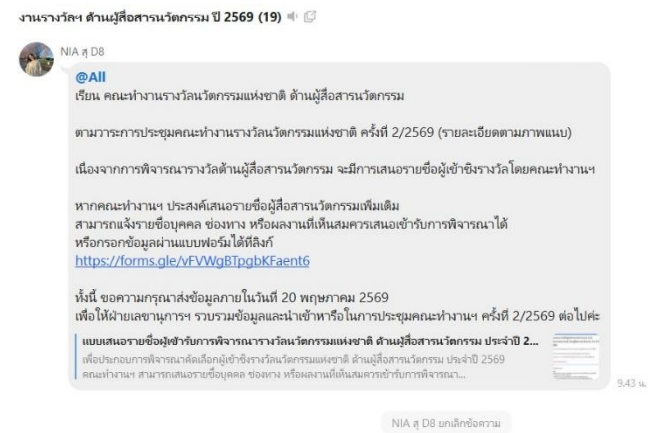 งานรางวัลฯ ด้านผู้สื่อสารนวัตกรรม ปี 2569 (19)
NIA สุ D8
@All
เรียน คณะทำงานรางวัลนวัตกรรมแห่งชาติ ด้านผู้สื่อสารนวัตกรรม
ตามวาระการประชุมคณะทำงานรางวัลนวัตกรรมแห่งชาติ ครั้งที่ 2/2569 (รายละเอียดตามภาพแนบ)
เนื่องจากการพิจารณารางวัลด้านผู้สื่อสารนวัตกรรม จะมีการเสนอรายชื่อผู้เข้าชิงรางวัลโดยคณะทำงานฯ
หากคณะทำงานฯ ประสงค์เสนอรายชื่อผู้สื่อสารนวัตกรรมเพิ่มเติม
สามารถแจ้งรายชื่อบุคคล ช่องทาง หรือผลงานที่เห็นสมควรเสนอเข้ารับการพิจารณาได้
หรือกรอกข้อมูลผ่านแบบฟอร์มได้ที่ลิงก์
https://forms.gle/vFVWgBTpgbKFaent6
ทั้งนี้ ขอความกรุณาส่งข้อมูลภายในวันที่ 20 พฤษภาคม 2569
เพื่อให้ฝ่ายเลขานุการฯ รวบรวมข้อมูลและนำเข้าหารือในการประชุมคณะทำงานฯ ครั้งที่ 2/2569 ต่อไปค่ะ
แบบเสนอรายชื่อผู้เข้ารับการพิจารณารางวัลนวัตกรรมแห่งชาติ ด้านผู้สื่อสารนวัตกรรม ประจำปี 2...
เพื่อประกอบการพิจารณาคัดเลือกผู้เข้าชิงรางวัลนวัตกรรมแห่งชาติ ด้านผู้สื่อสารนวัตกรรม ประจำปี 2569
คณะทำงานฯ สามารถเสนอรายชื่อบุคคล ช่องทาง หรือผลงานที่เห็นสมควรเข้ารับการพิจารณา...
9.43 น.
NIA สุ D8 ยกเลิกข้อความ